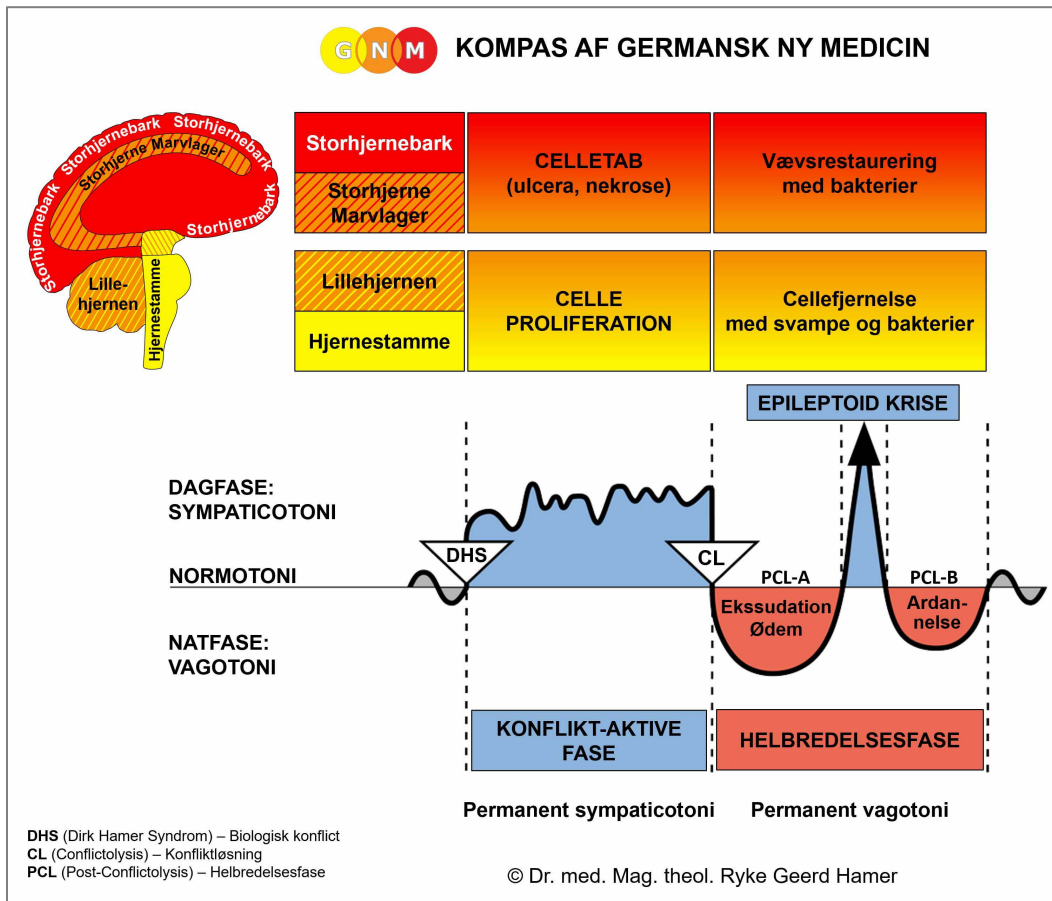 GNM KOMPAS AF GERMANSK NY MEDICIN
Storhjernebark
Storhjernebark
Storhjernebark
Storhjernebark
Storhjernebark
Storhjerne Marvlager
Lille-
hjernen
Hjernestamme
Storhjernebark
Storhjerne
Marvlager
CELLETAB
(ulcera, nekrose)
Vævsrestaurering
med bakterier
Lillehjernen
Hjernestamme
CELLE
PROLIFERATION
Cellefjernelse
med svampe og bakterier
EPILEPTOID KRISE
DAGFASE:
SYMPATICOTONI
DHS
CL
NORMOTONI
PCL-A
PCL-B
Ekssudation
Ødem
Ardan-
nelse
NATFASE:
VAGOTONI
KONFLIKT-AKTIVE
FASE
HELBREDELSESFASE
Permanent sympaticotoni
Permanent vagotoni
DHS (Dirk Hamer Syndrom) – Biologisk konflict
CL (Conflictolysis) – Konfliktløsning
PCL (Post-Conflictolysis) – Helbredelsesfase
© Dr. med. Mag. theol. Ryke Geerd Hamer